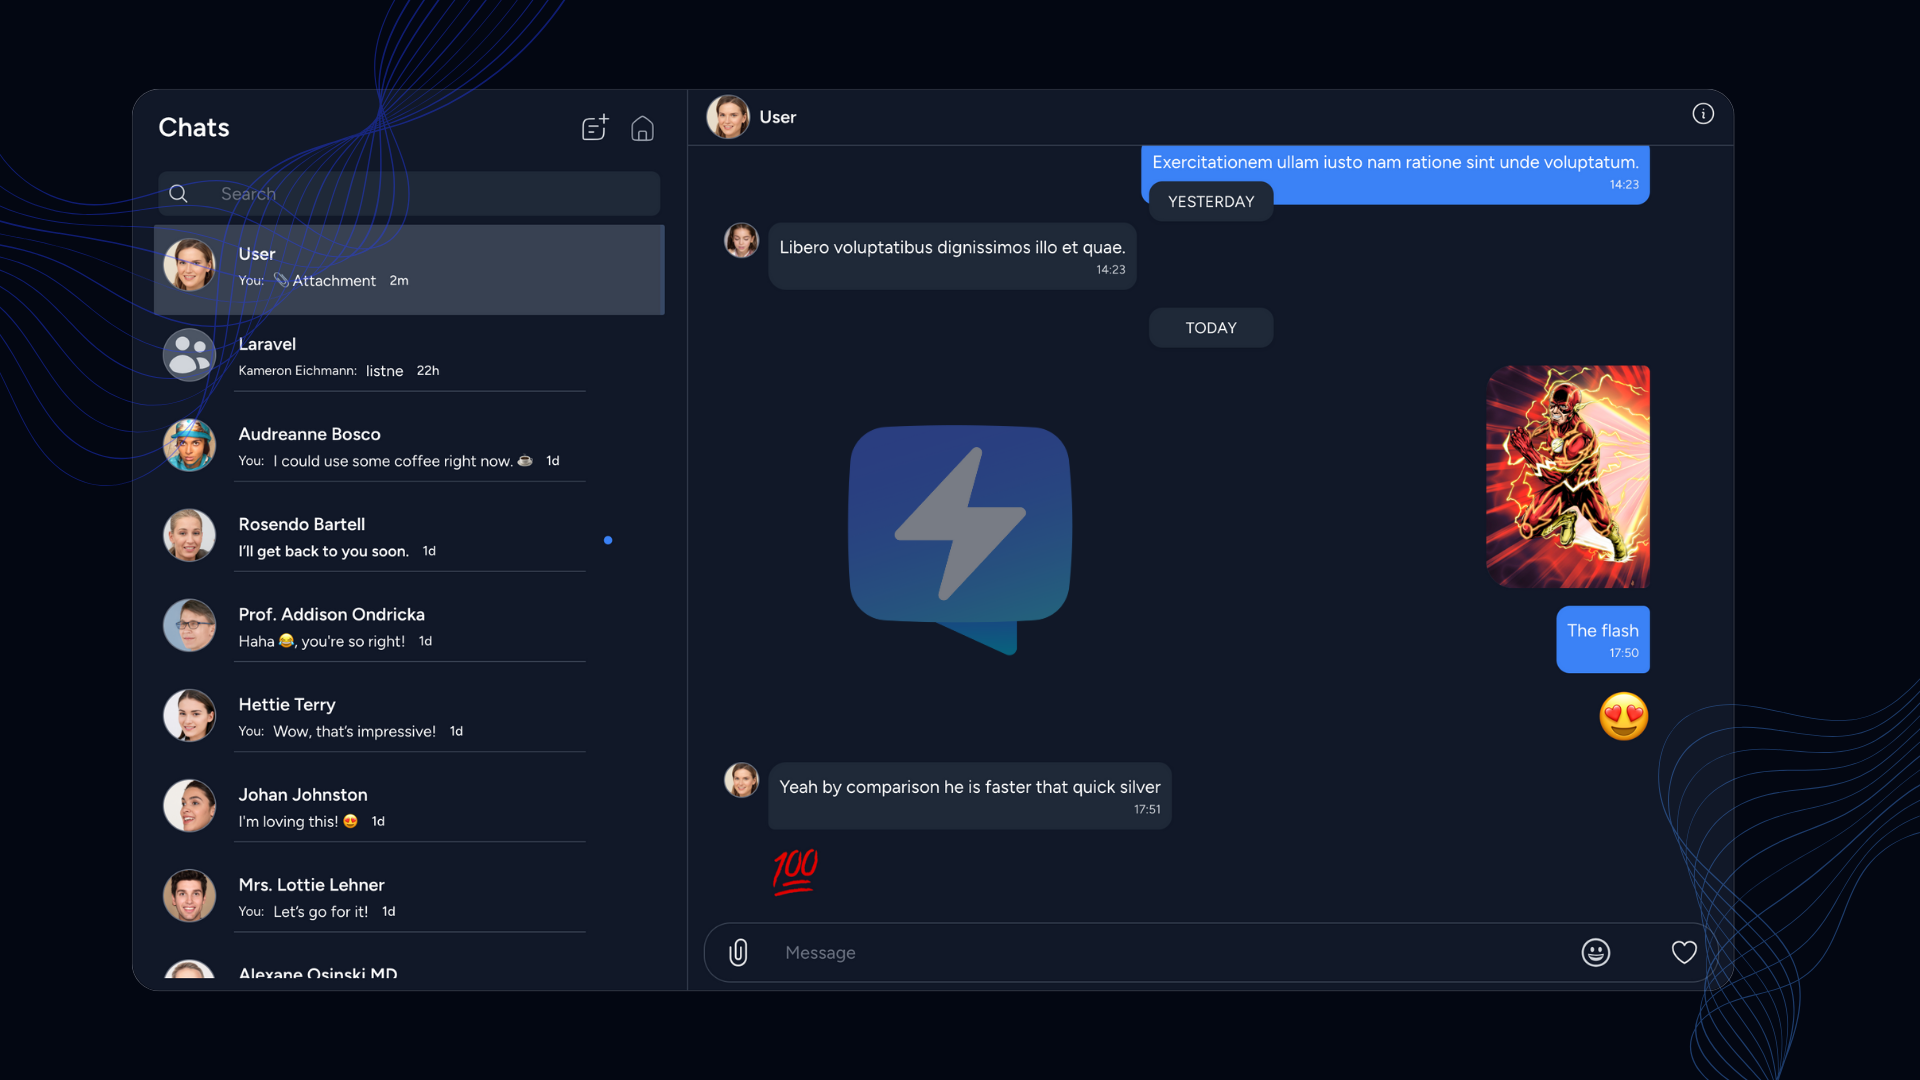 Chats
Search
User
You: 📎 Attachment 2m
Laravel
Kameron Eichmann: listne 22h
Audreanne Bosco
You: I could use some coffee right now. ☕ 1d
Rosendo Bartell
I'll get back to you soon. 1d
Prof. Addison Ondricka
Haha 😂, you're so right! 1d
Hettie Terry
You: Wow, that's impressive! 1d
Johan Johnston
I'm loving this! 😍 1d
Mrs. Lottie Lehner
You: Let's go for it! 1d
Alexane Osinski MD
User
Exercitationem ullam iusto nam ratione sint unde voluptatum.
14:23
YESTERDAY
Libero voluptatibus dignissimos illo et quae.
14:23
TODAY
The flash
17:50
😍
Yeah by comparison he is faster that quick silver
17:51
💯
Message